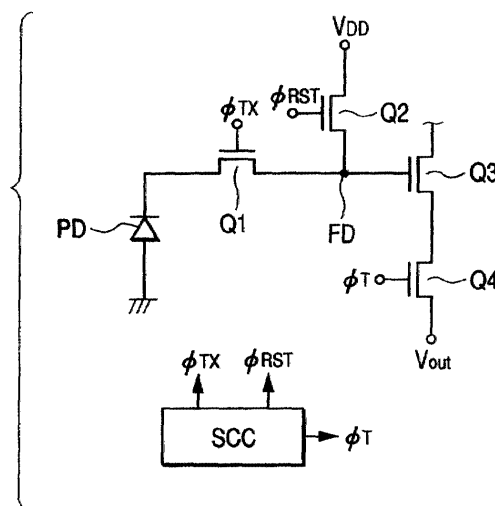 VDD
ϕRST
Q2
ϕTX
Q3
Q1
FD
PD
ϕT
Q4
Vout
ϕTX
ϕRST
SCC
ϕT